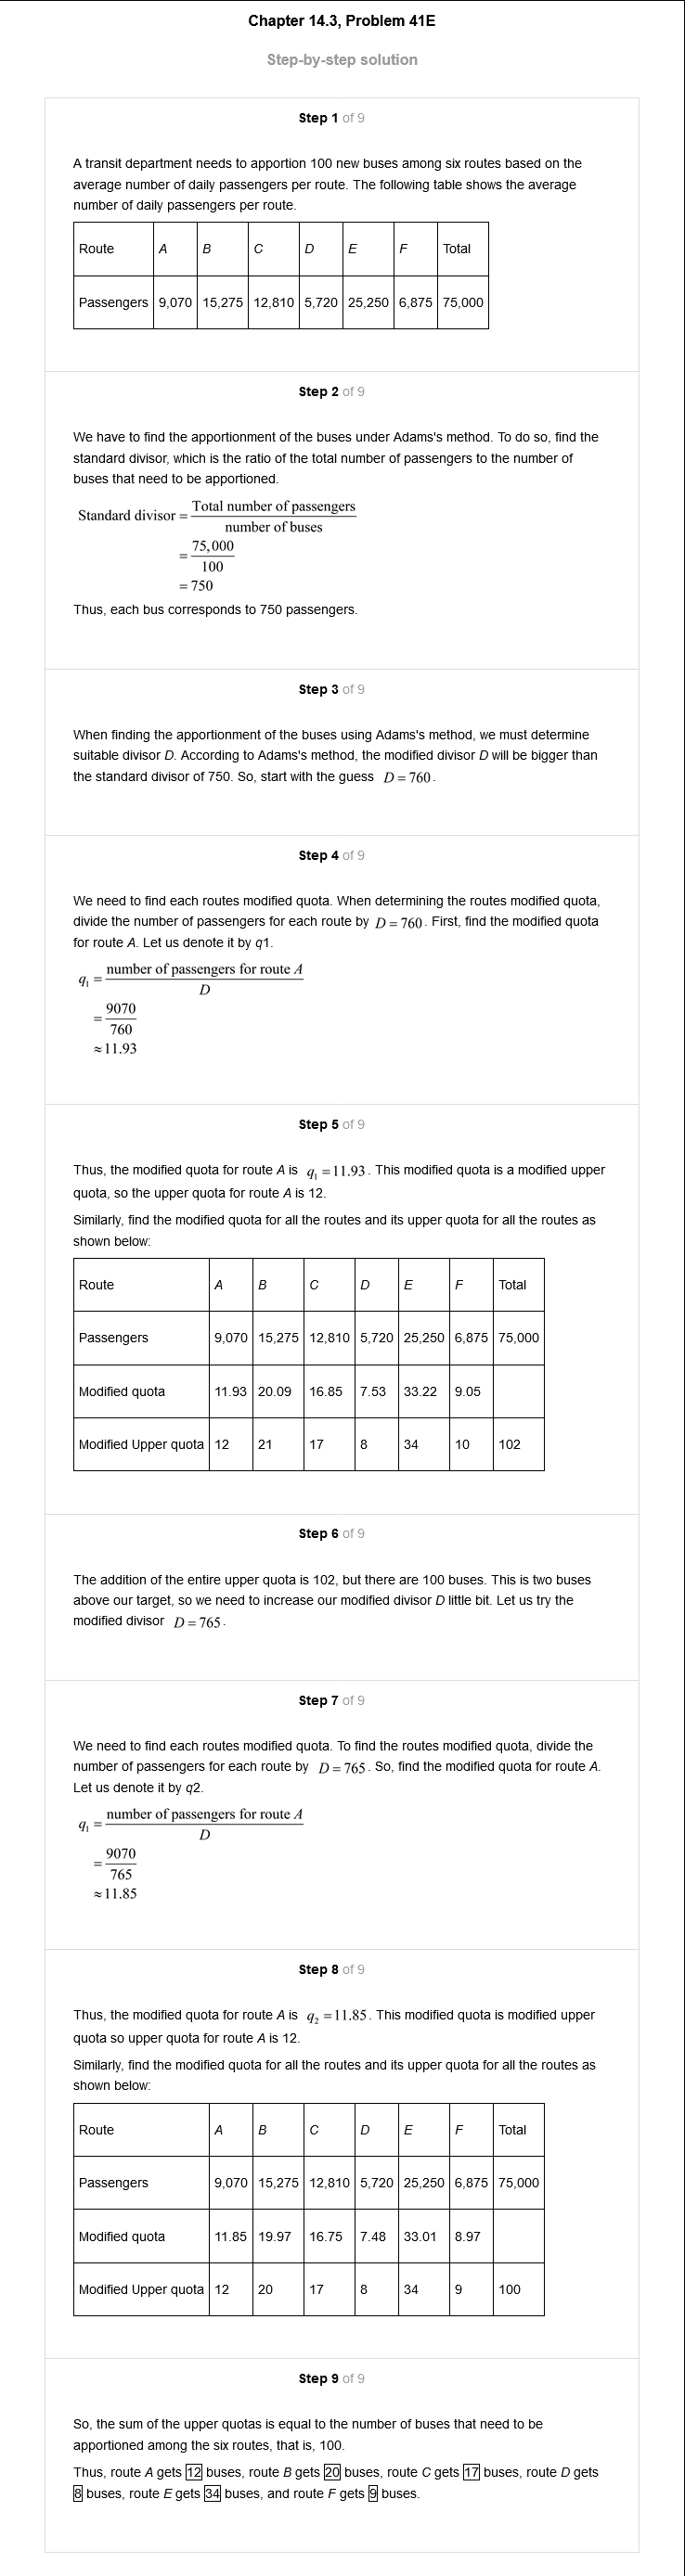 Chapter 14.3, Problem 41E
Step-by-step solution
Step 1 of 9
A transit department needs to apportion 100 new buses among six routes based on the
average number of daily passengers per route. The following table shows the average
number of daily passengers per route.
Route A B C D E F Total
Passengers 9,070 15,275 12,810 5,720 25,250 6,875 75,000
Step 2 of 9
We have to find the apportionment of the buses under Adams's method. To do so, find the
standard divisor, which is the ratio of the total number of passengers to the number of
buses that need to be apportioned.
Standard divisor = Total number of passengers
number of buses
= 75,000
100
= 750
Thus, each bus corresponds to 750 passengers.
Step 3 of 9
When finding the apportionment of the buses using Adams's method, we must determine
suitable divisor D. According to Adams's method, the modified divisor D will be bigger than
the standard divisor of 750. So, start with the guess D = 760.
Step 4 of 9
We need to find each routes modified quota. When determining the routes modified quota,
divide the number of passengers for each route by D = 760. First, find the modified quota
for route A. Let us denote it by q1.
q₁ = number of passengers for route A
D
= 9070
760
≈ 11.93
Step 5 of 9
Thus, the modified quota for route A is q₁ = 11.93. This modified quota is a modified upper
quota, so the upper quota for route A is 12.
Similarly, find the modified quota for all the routes and its upper quota for all the routes as
shown below:
Route A B C D E F Total
Passengers 9,070 15,275 12,810 5,720 25,250 6,875 75,000
Modified quota 11.93 20.09 16.85 7.53 33.22 9.05
Modified Upper quota 12 21 17 8 34 10 102
Step 6 of 9
The addition of the entire upper quota is 102, but there are 100 buses. This is two buses
above our target, so we need to increase our modified divisor D little bit. Let us try the
modified divisor D = 765.
Step 7 of 9
We need to find each routes modified quota. To find the routes modified quota, divide the
number of passengers for each route by D = 765. So, find the modified quota for route A.
Let us denote it by q2.
q₁ = number of passengers for route A
D
= 9070
765
≈ 11.85
Step 8 of 9
Thus, the modified quota for route A is q₂ = 11.85. This modified quota is modified upper
quota so upper quota for route A is 12.
Similarly, find the modified quota for all the routes and its upper quota for all the routes as
shown below:
Route A B C D E F Total
Passengers 9,070 15,275 12,810 5,720 25,250 6,875 75,000
Modified quota 11.85 19.97 16.75 7.48 33.01 8.97
Modified Upper quota 12 20 17 8 34 9 100
Step 9 of 9
So, the sum of the upper quotas is equal to the number of buses that need to be
apportioned among the six routes, that is, 100.
Thus, route A gets 12 buses, route B gets 20 buses, route C gets 17 buses, route D gets
8 buses, route E gets 34 buses, and route F gets 9 buses.